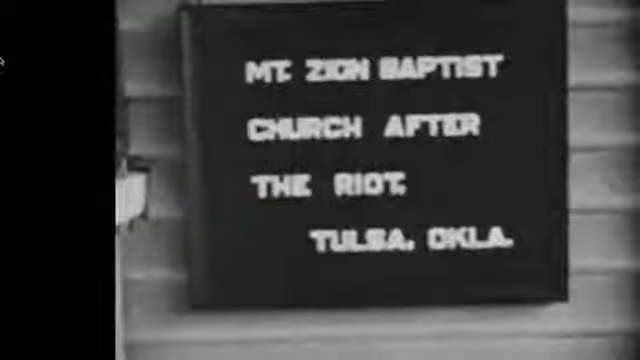 MT. ZION BAPTIST
CHURCH AFTER
THE RIOT.
TULSA. OKLA.